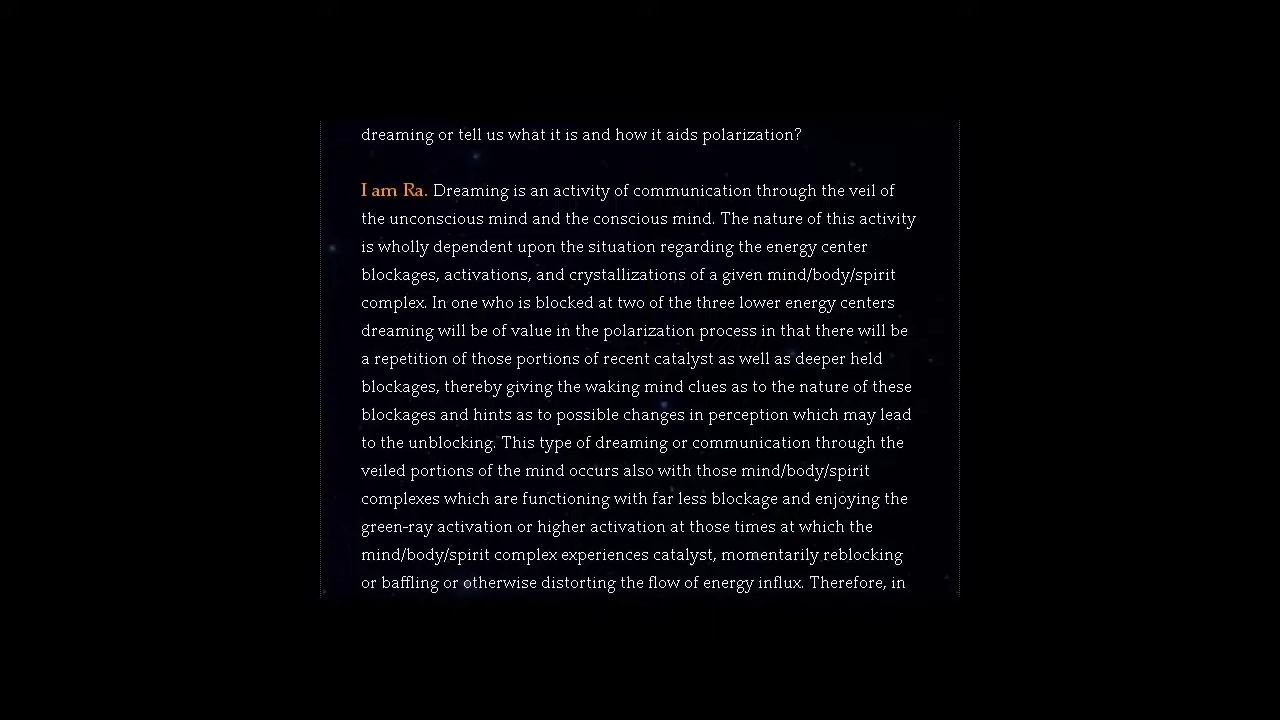 dreaming or tell us what it is and how it aids polarization?
I am Ra. Dreaming is an activity of communication through the veil of
the unconscious mind and the conscious mind. The nature of this activity
is wholly dependent upon the situation regarding the energy center
blockages, activations, and crystallizations of a given mind/body/spirit
complex. In one who is blocked at two of the three lower energy centers
dreaming will be of value in the polarization process in that there will be
a repetition of those portions of recent catalyst as well as deeper held
blockages, thereby giving the waking mind clues as to the nature of these
blockages and hints as to possible changes in perception which may lead
to the unblocking. This type of dreaming or communication through the
veiled portions of the mind occurs also with those mind/body/spirit
complexes which are functioning with far less blockage and enjoying the
green-ray activation or higher activation at those times at which the
mind/body/spirit complex experiences catalyst, momentarily reblocking
or baffling or otherwise distorting the flow of energy influx. Therefore, in